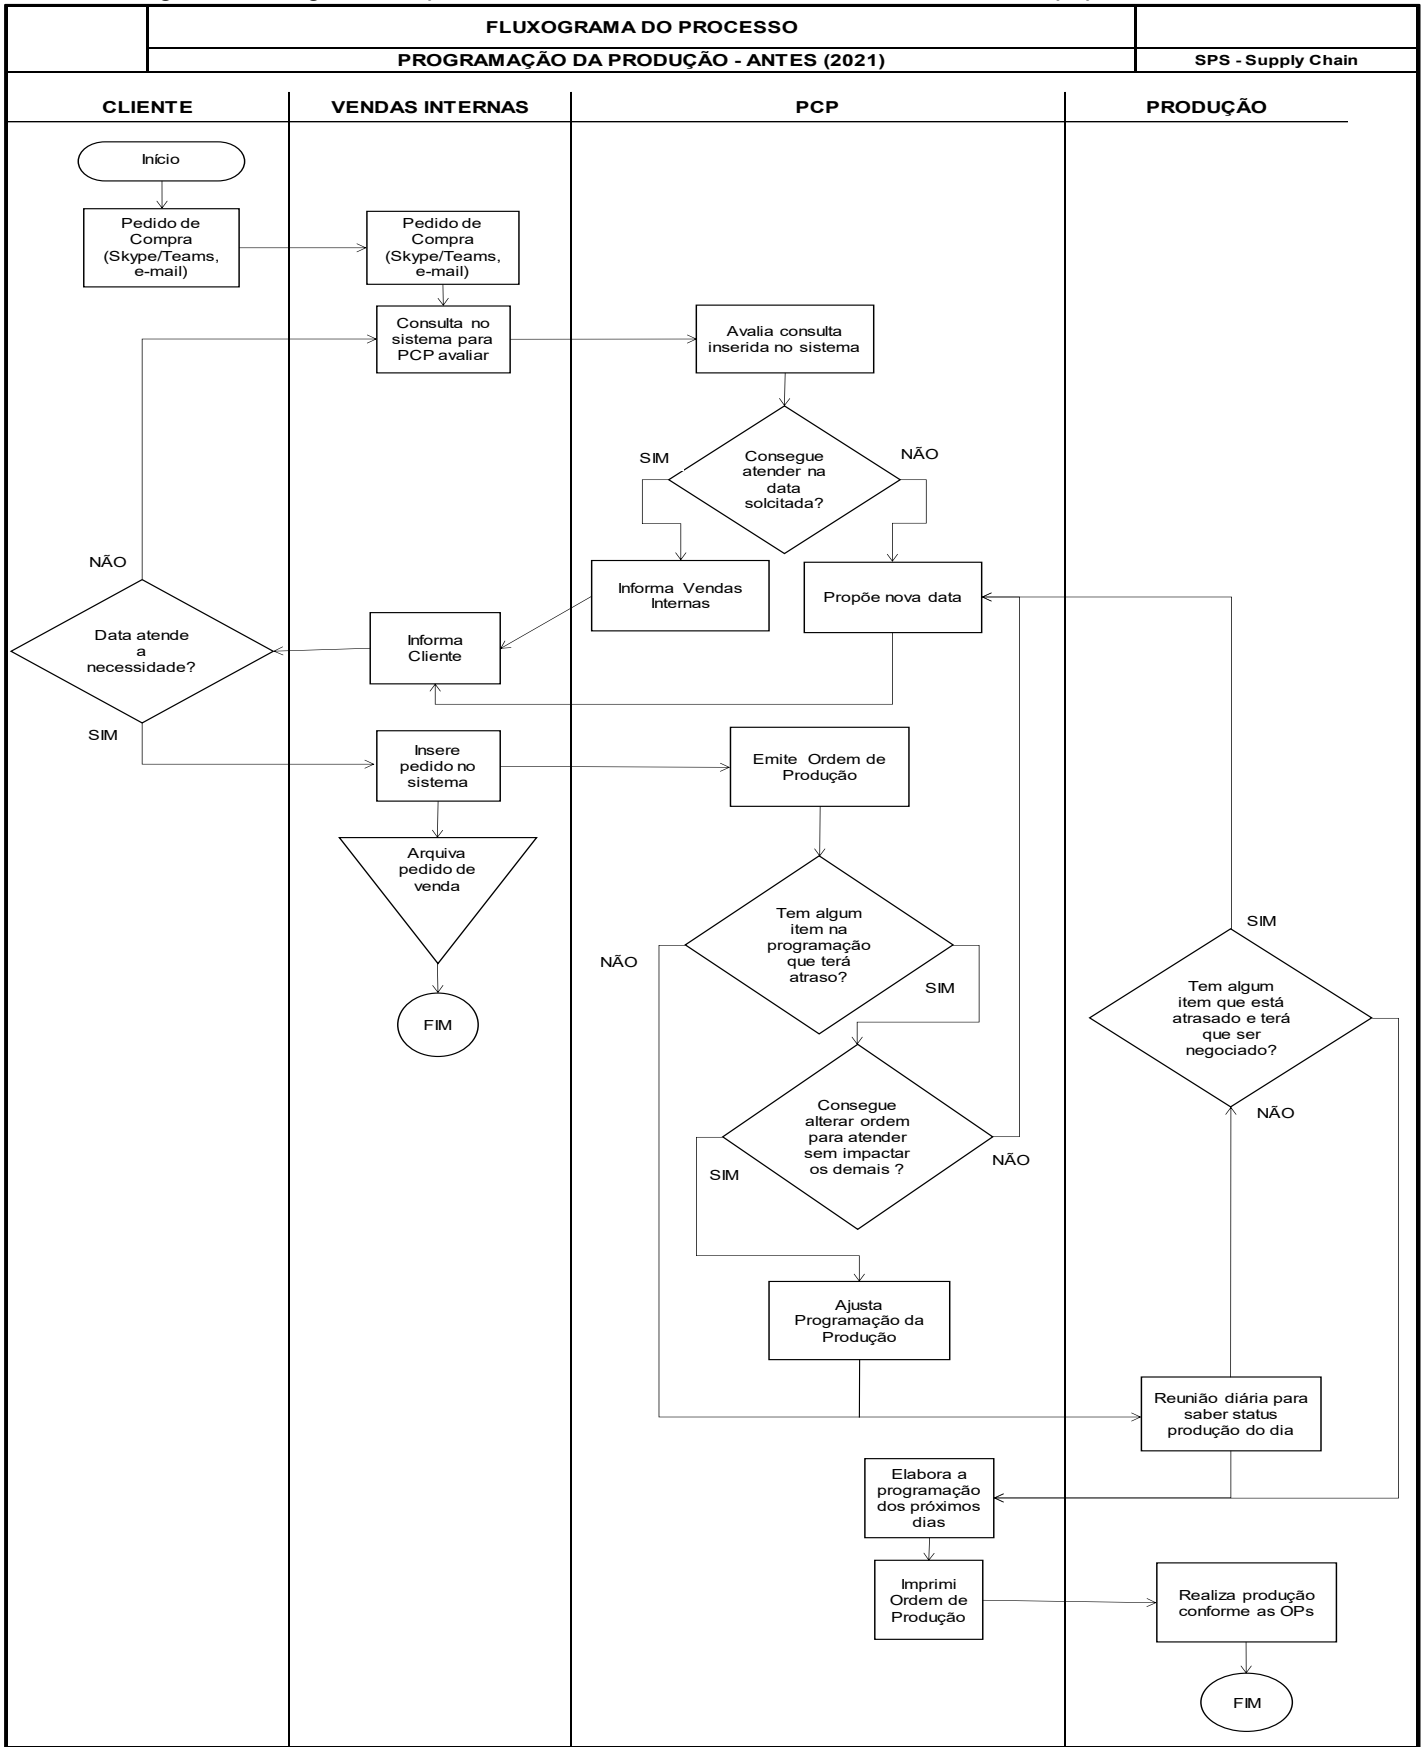 FLUXOGRAMA DO PROCESSO
PROGRAMAÇÃO DA PRODUÇÃO - ANTES (2021)
SPS - Supply Chain
CLIENTE
VENDAS INTERNAS
PCP
PRODUÇÃO
Início
Pedido de
Compra
(Skype/Teams,
e-mail)
Pedido de
Compra
(Skype/Teams,
e-mail)
Consulta no
sistema para
PCP avaliar
Avalia consulta
inserida no sistema
Consegue
atender na
data
solcitada?
SIM
NÃO
Informa Vendas
Internas
Propõe nova data
Informa
Cliente
NÃO
Data atende
a
necessidade?
SIM
Insere
pedido no
sistema
Emite Ordem de
Produção
Arquiva
pedido de
venda
FIM
Tem algum
item na
programação
que terá
atraso?
NÃO
SIM
SIM
Tem algum
item que está
atrasado e terá
que ser
negociado?
NÃO
Consegue
alterar ordem
para atender
sem impactar
os demais ?
SIM
NÃO
Ajusta
Programação da
Produção
Reunião diária para
saber status
produção do dia
Elabora a
programação
dos próximos
dias
Imprimi
Ordem de
Produção
Realiza produção
conforme as OPs
FIM